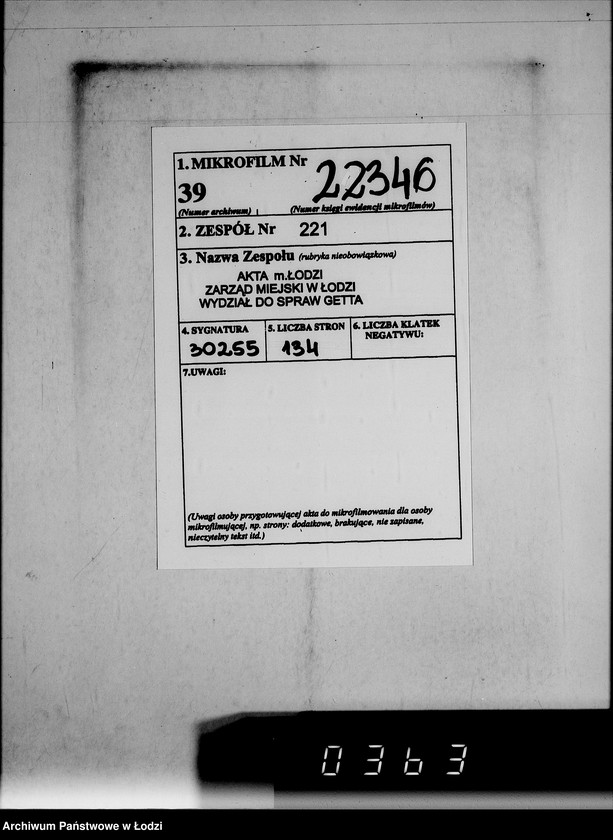 1. MIKROFILM Nr
39 22346
(Numer archiwum) (Numer księgi ewidencji mikrofilmów)
2. ZESPÓŁ Nr 221
3. Nazwa Zespołu (rubryka nieobowiązkowa)
AKTA m.ŁODZI
ZARZĄD MIEJSKI W ŁODZI
WYDZIAŁ DO SPRAW GETTA
4. SYGNATURA 5. LICZBA STRON 6. LICZBA KLATEK
NEGATYWU:
30255 134
7.UWAGI:
(Uwagi osoby przygotowującej akta do mikrofilmowania dla osoby
mikrofilmującej, np. strony: dodatkowe, brakujące, nie zapisane,
nieczytelny tekst itd.)
0363
Archiwum Państwowe w Łodzi